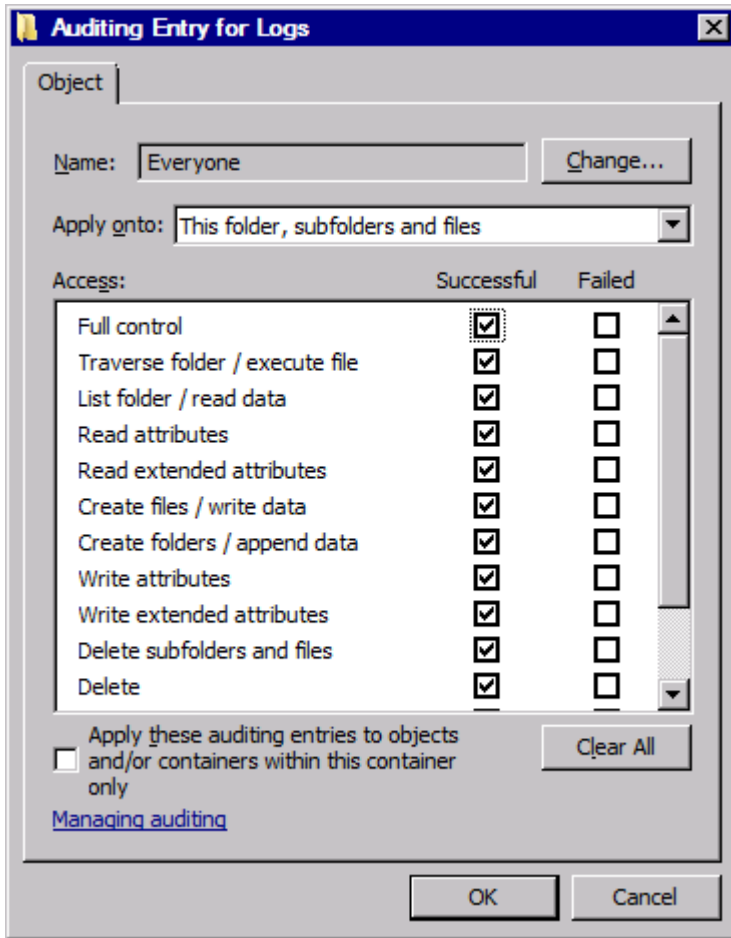 Auditing Entry for Logs
Object
Name: Everyone Change...
Apply onto: This folder, subfolders and files
Access: Successful Failed
Full control
Traverse folder / execute file
List folder / read data
Read attributes
Read extended attributes
Create files / write data
Create folders / append data
Write attributes
Write extended attributes
Delete subfolders and files
Delete
Apply these auditing entries to objects
and/or containers within this container
only
Clear All
Managing auditing
OK Cancel